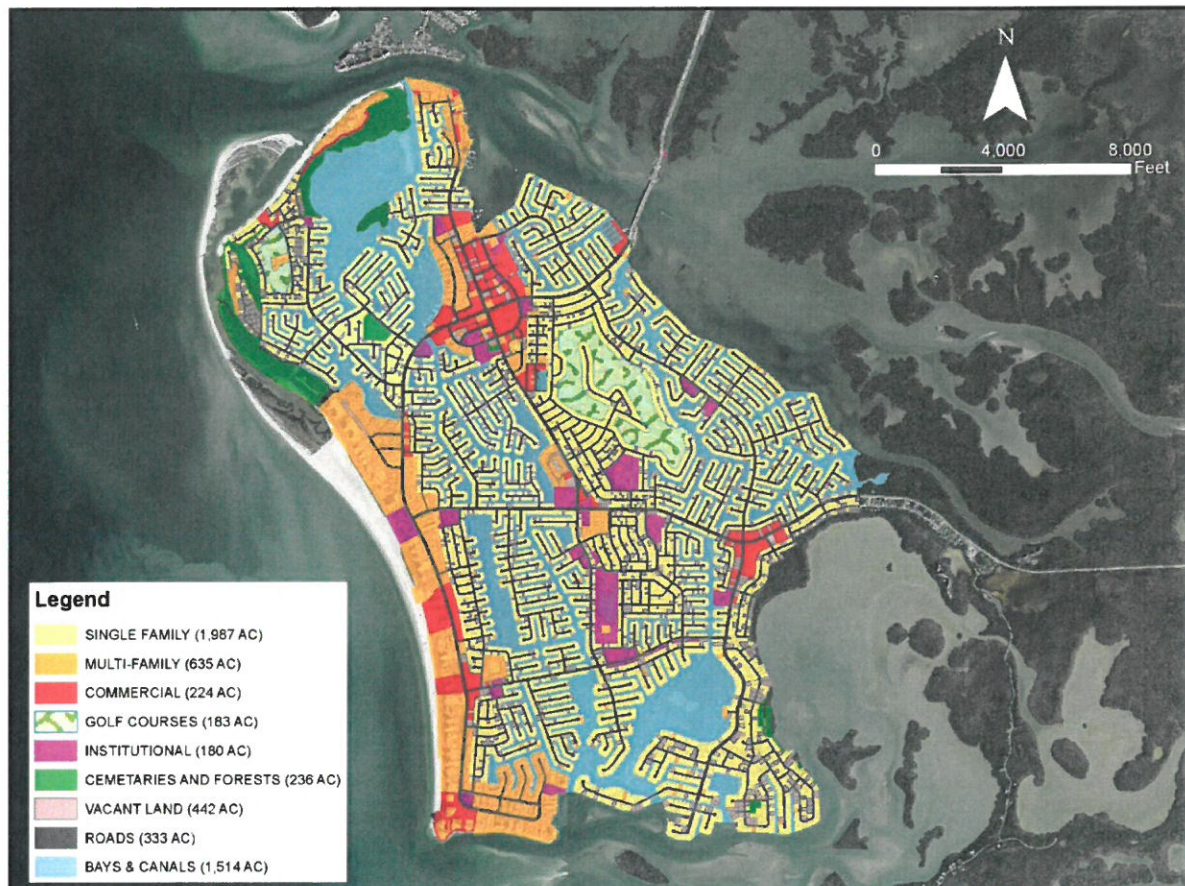 N
0 4,000 8,000
Feet
Legend
SINGLE FAMILY (1,987 AC)
MULTI-FAMILY (635 AC)
COMMERCIAL (224 AC)
GOLF COURSES (183 AC)
INSTITUTIONAL (180 AC)
CEMETARIES AND FORESTS (236 AC)
VACANT LAND (442 AC)
ROADS (333 AC)
BAYS & CANALS (1,514 AC)